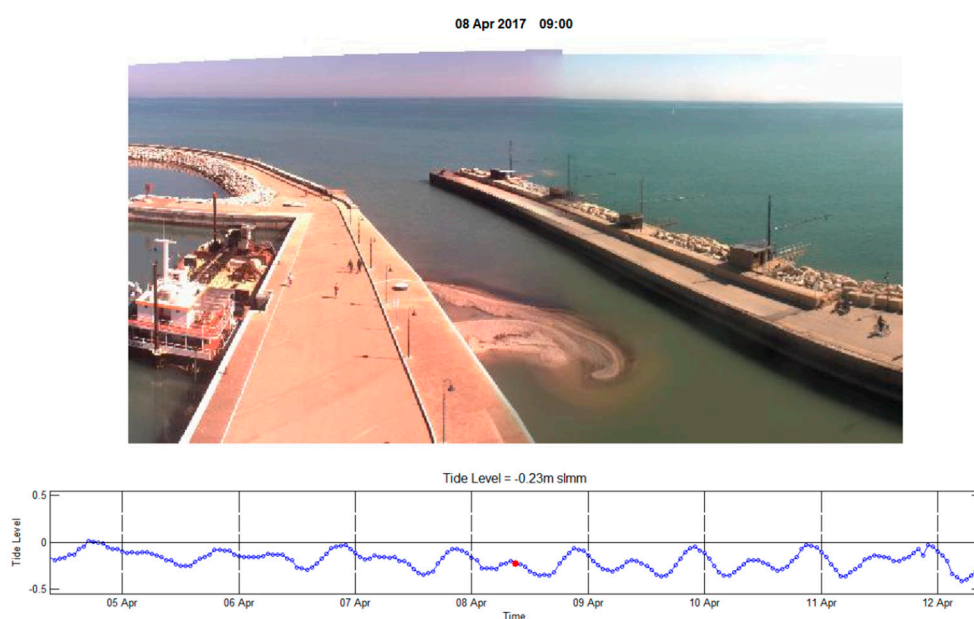 08 Apr 2017 09:00
Tide Level = -0.23m slmm
0.5
0
-0.5
Tide Level
05 Apr 06 Apr 07 Apr 08 Apr 09 Apr 10 Apr 11 Apr 12 Apr
Time